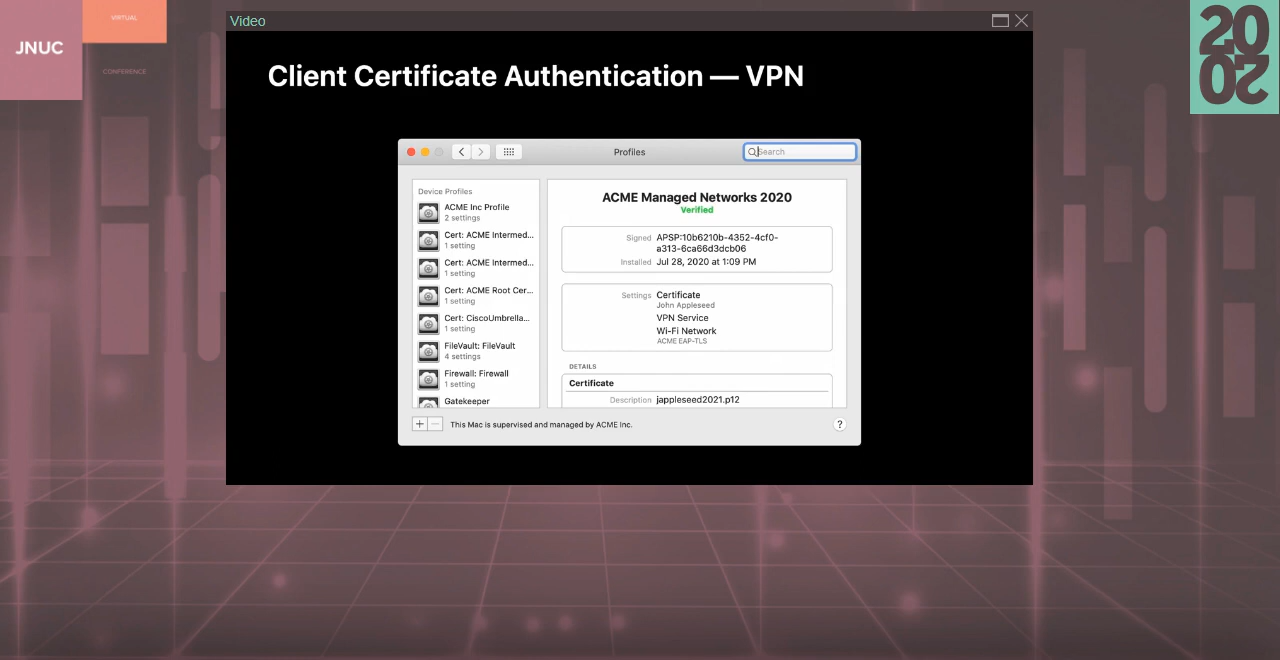 JNUC
VIRTUAL
CONFERENCE
Video
2020
Client Certificate Authentication — VPN
Profiles
Search
Device Profiles
ACME Inc Profile
2 settings
Cert: ACME Intermed...
1 setting
Cert: ACME Intermed...
1 setting
Cert: ACME Root Cer...
1 setting
Cert: CiscoUmbrella...
1 setting
FileVault: FileVault
4 settings
Firewall: Firewall
1 setting
Gatekeeper
ACME Managed Networks 2020
Verified
Signed APSP:10b6210b-4352-4cf0-
a313-6ca66d3dcb06
Installed Jul 28, 2020 at 1:09 PM
Settings Certificate
John Appleseed
VPN Service
Wi-Fi Network
ACME EAP-TLS
DETAILS
Certificate
Description jappleseed2021.p12
+ − This Mac is supervised and managed by ACME Inc. ?